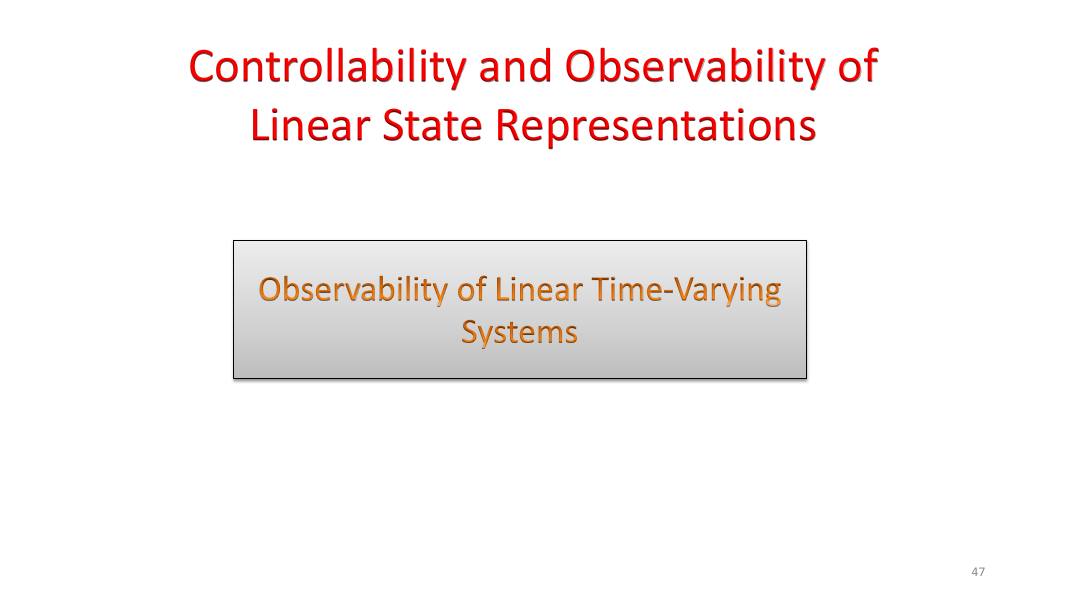 Controllability and Observability of
Linear State Representations
Observability of Linear Time-Varying
Systems
47